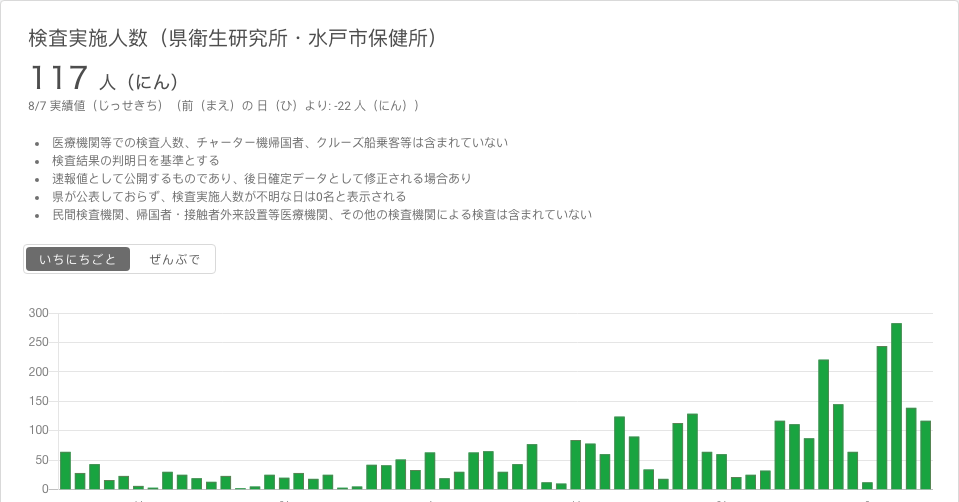 検査実施人数（県衛生研究所・水戸市保健所）
117 人（にん）
8/7 実績値（じっせきち）（前（まえ）の 日（ひ）より: -22 人（にん））
医療機関等での検査人数、チャーター機帰国者、クルーズ船乗客等は含まれていない
検査結果の判明日を基準とする
速報値として公開するものであり、後日確定データとして修正される場合あり
県が公表しておらず、検査実施人数が不明な日は0名と表示される
民間検査機関、帰国者・接触者外来設置等医療機関、その他の検査機関による検査は含まれていない
いちにちごと ぜんぶで
300
250
200
150
100
50
0